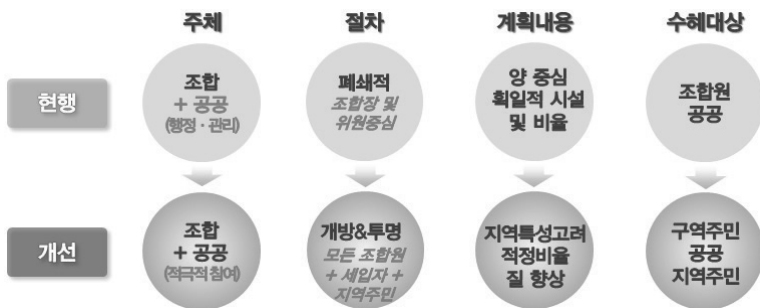 주체 절차 계획내용 수혜대상
현행
조합
+ 공공
(행정 · 관리)
폐쇄적
조합장 및
위원중심
양 중심
획일적 시설
및 비율
조합원
공공
개선
조합
+ 공공
(적극적 참여)
개방&투명
모든 조합원
+ 세입자 +
지역주민
지역특성고려
적정비율
질 향상
구역주민
공공
지역주민